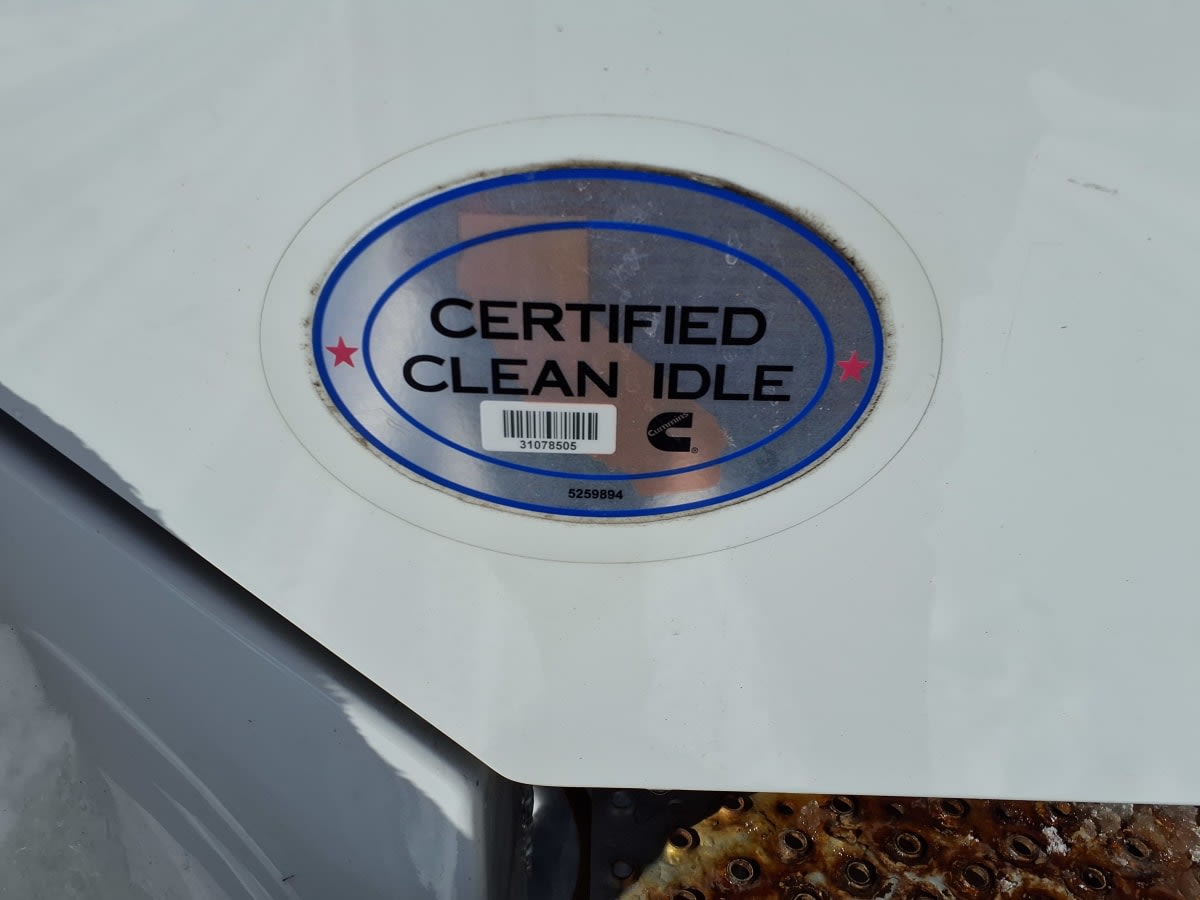 CERTIFIED
CLEAN IDLE
31078505
Cummins
®
5259894